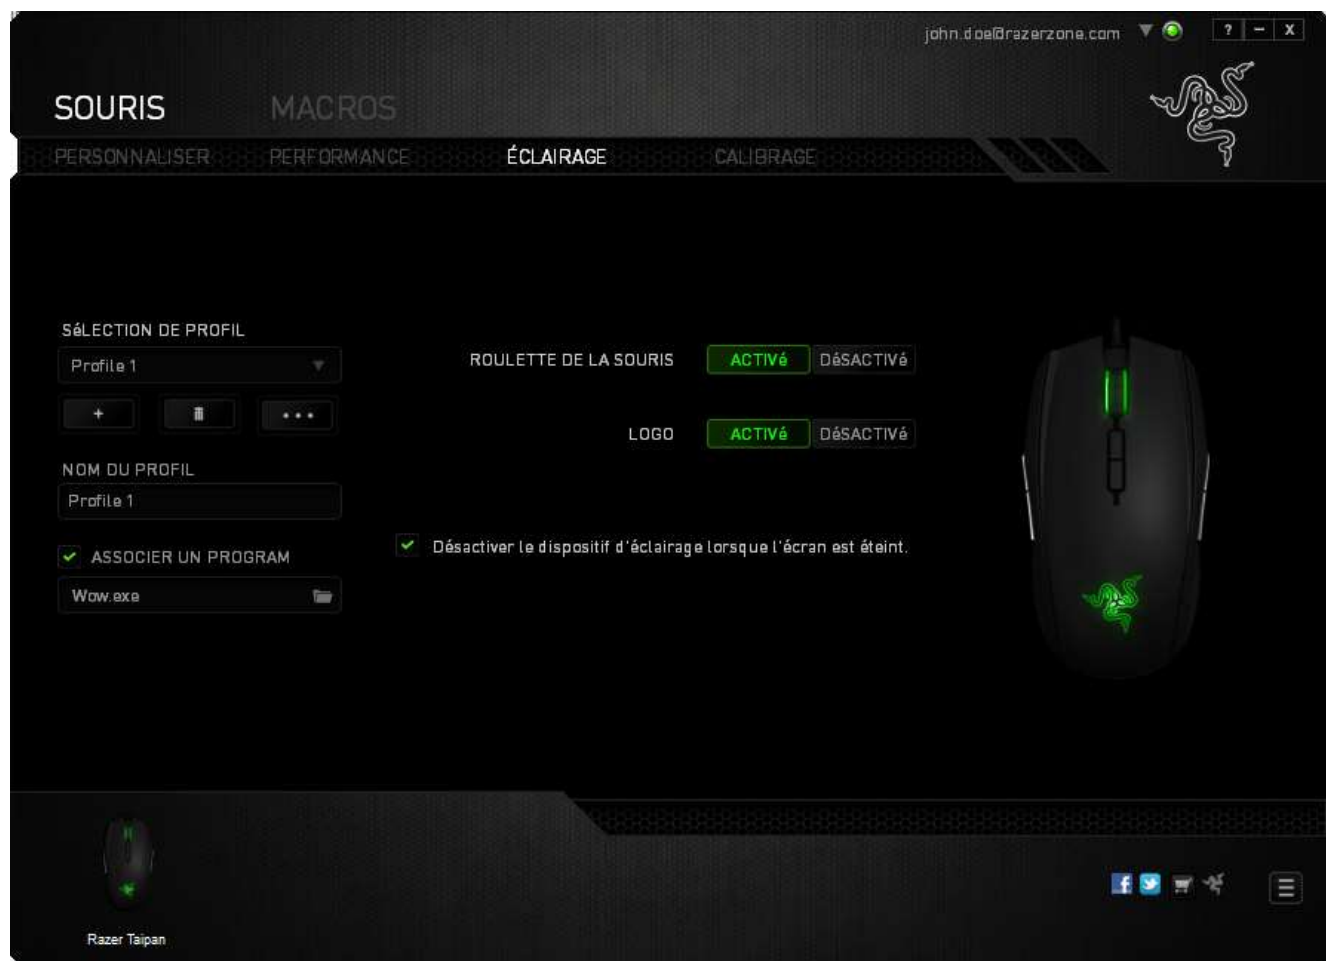 john.doe@razerzone.com
? – X
SOURIS MACROS
PERSONNALISER PERFORMANCE ÉCLAIRAGE CALIBRAGE
SéLECTION DE PROFIL
Profile 1
+ •••
NOM DU PROFIL
Profile 1
ASSOCIER UN PROGRAM
Wow.exe
ROULETTE DE LA SOURIS ACTIVé DéSACTIVé
LOGO ACTIVé DéSACTIVé
Désactiver le dispositif d'éclairage lorsque l'écran est éteint.
Razer Taipan
f